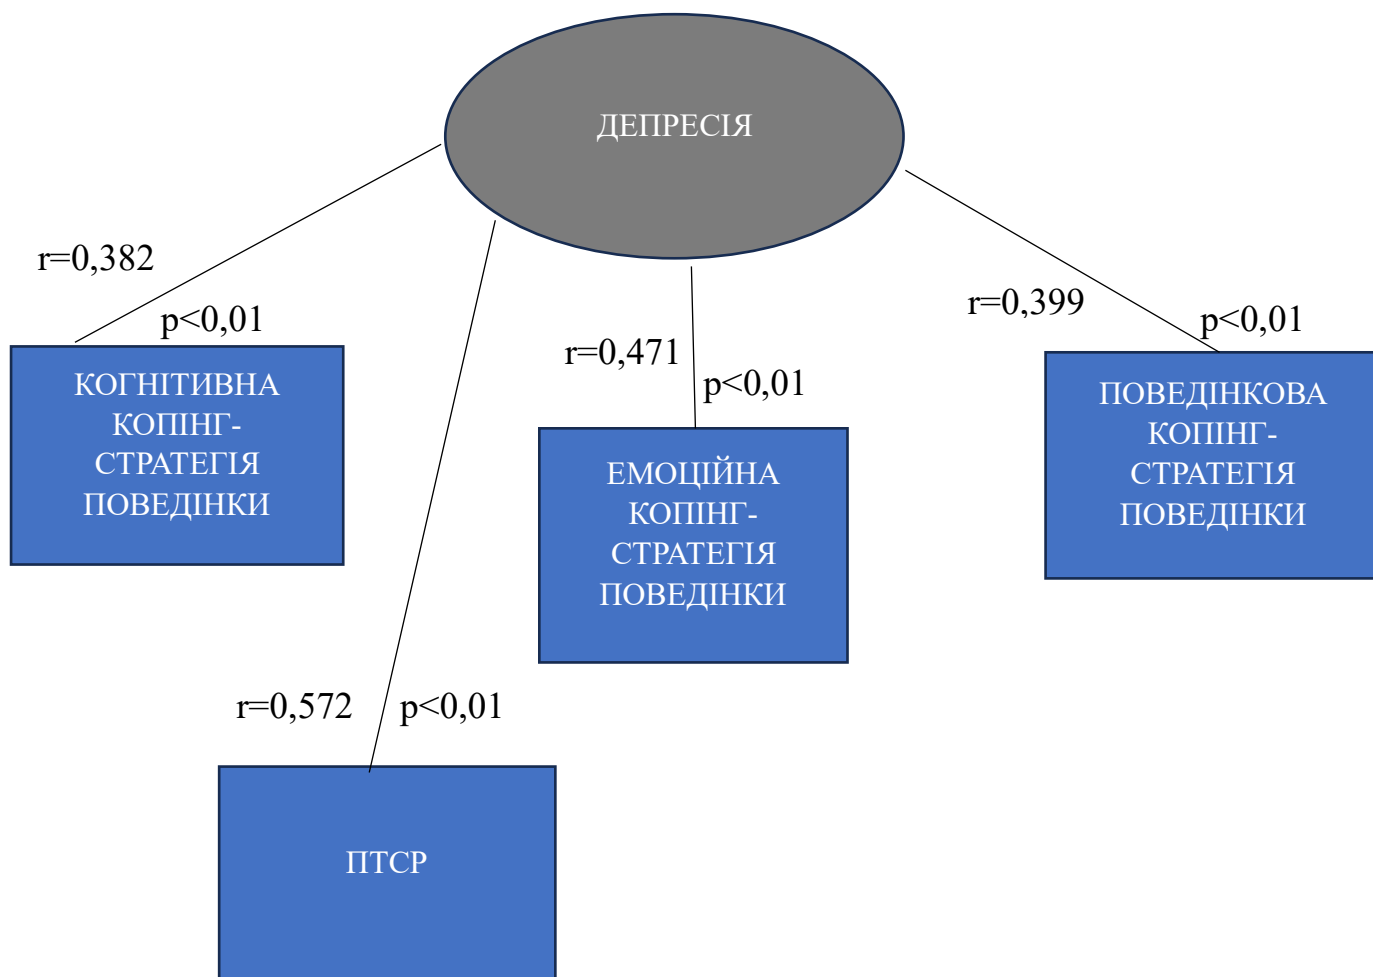 ДЕПРЕСІЯ
r=0,382
p<0,01
КОГНІТИВНА
КОПІНГ-
СТРАТЕГІЯ
ПОВЕДІНКИ
r=0,471
p<0,01
ЕМОЦІЙНА
КОПІНГ-
СТРАТЕГІЯ
ПОВЕДІНКИ
r=0,399
p<0,01
ПОВЕДІНКОВА
КОПІНГ-
СТРАТЕГІЯ
ПОВЕДІНКИ
r=0,572
p<0,01
ПТСР